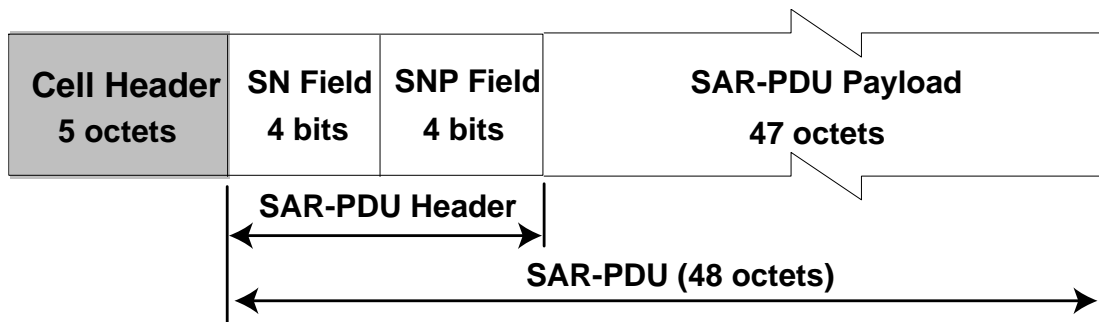 Cell Header
5 octets
SN Field
4 bits
SNP Field
4 bits
SAR-PDU Payload
47 octets
SAR-PDU Header
SAR-PDU (48 octets)